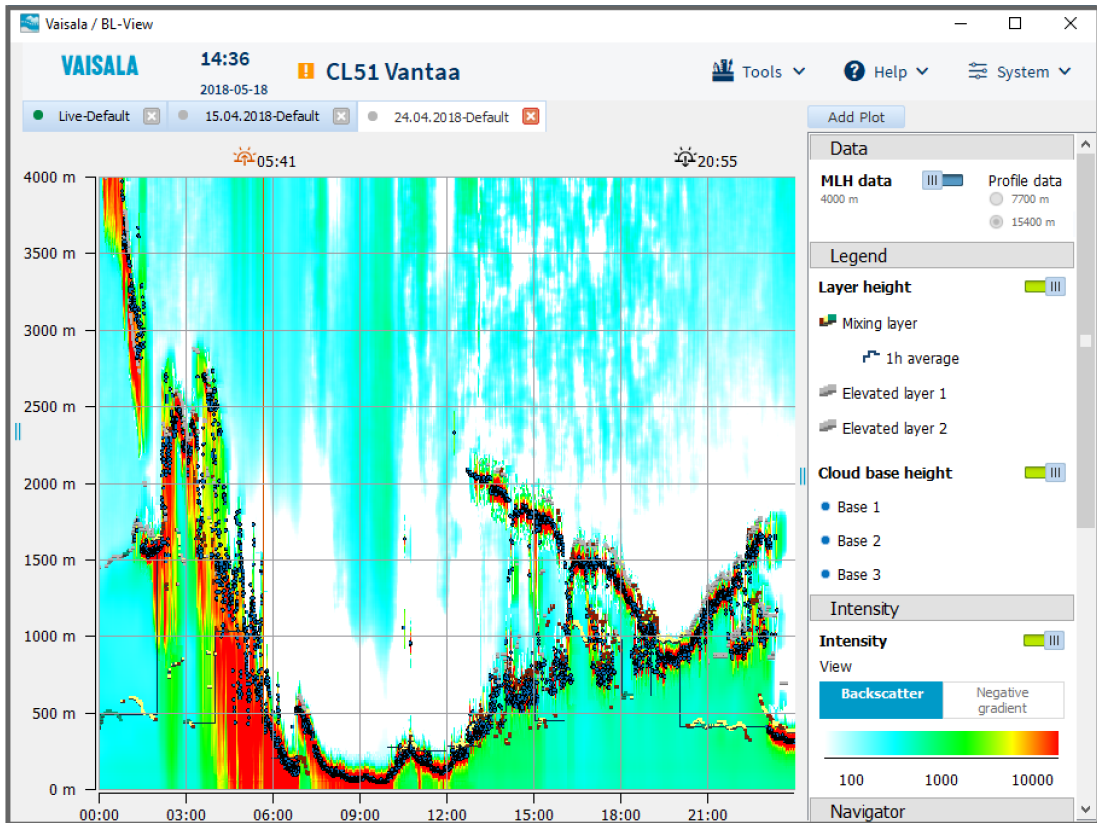 Vaisala / BL-View
VAISALA
14:36
2018-05-18
CL51 Vantaa
Tools
Help
System
Live-Default
15.04.2018-Default
24.04.2018-Default
Add Plot
05:41
20:55
4000 m
3500 m
3000 m
2500 m
2000 m
1500 m
1000 m
500 m
0 m
00:00 03:00 06:00 09:00 12:00 15:00 18:00 21:00
Data
MLH data
4000 m
Profile data
7700 m
15400 m
Legend
Layer height
Mixing layer
1h average
Elevated layer 1
Elevated layer 2
Cloud base height
Base 1
Base 2
Base 3
Intensity
Intensity
View
Backscatter
Negative
gradient
100 1000 10000
Navigator